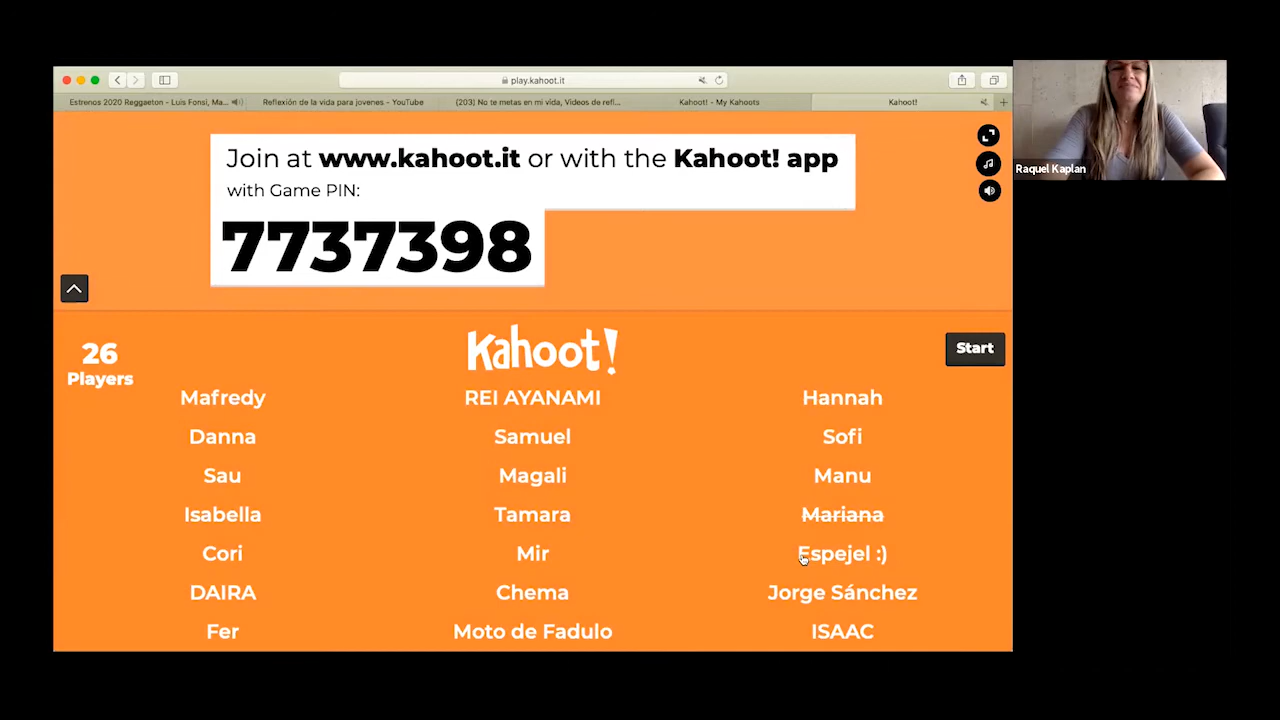 play.kahoot.it
Estrenos 2020 Reggaeton - Luis Fonsi, Ma...
Reflexión de la vida para jovenes - YouTube
(203) No te metas en mi vida, Videos de refl...
Kahoot! - My Kahoots
Kahoot!
Join at www.kahoot.it or with the Kahoot! app
with Game PIN:
7737398
Raquel Kaplan
26
Players
Kahoot!
Start
Mafredy REI AYANAMI Hannah
Danna Samuel Sofi
Sau Magali Manu
Isabella Tamara Mariana
Cori Mir Espejel :)
DAIRA Chema Jorge Sánchez
Fer Moto de Fadulo ISAAC